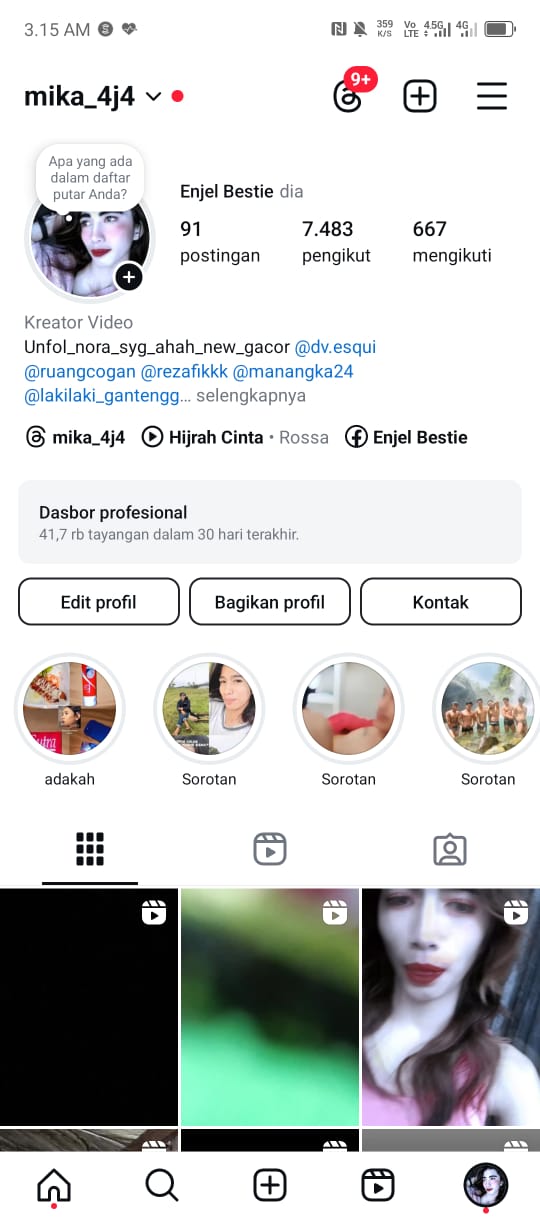 3.15 AM
359 K/S Vo LTE 4.5G 4G
mika_4j4
9+
Apa yang ada
dalam daftar
putar Anda?
Enjel Bestie dia
91 7.483 667
postingan pengikut mengikuti
Kreator Video
Unfol_nora_syg_ahah_new_gacor @dv.esqui
@ruangcogan @rezafikkk @manangka24
@lakilaki_gantengg... selengkapnya
mika_4j4 Hijrah Cinta • Rossa Enjel Bestie
Dasbor profesional
41,7 rb tayangan dalam 30 hari terakhir.
Edit profil Bagikan profil Kontak
adakah Sorotan Sorotan Sorotan